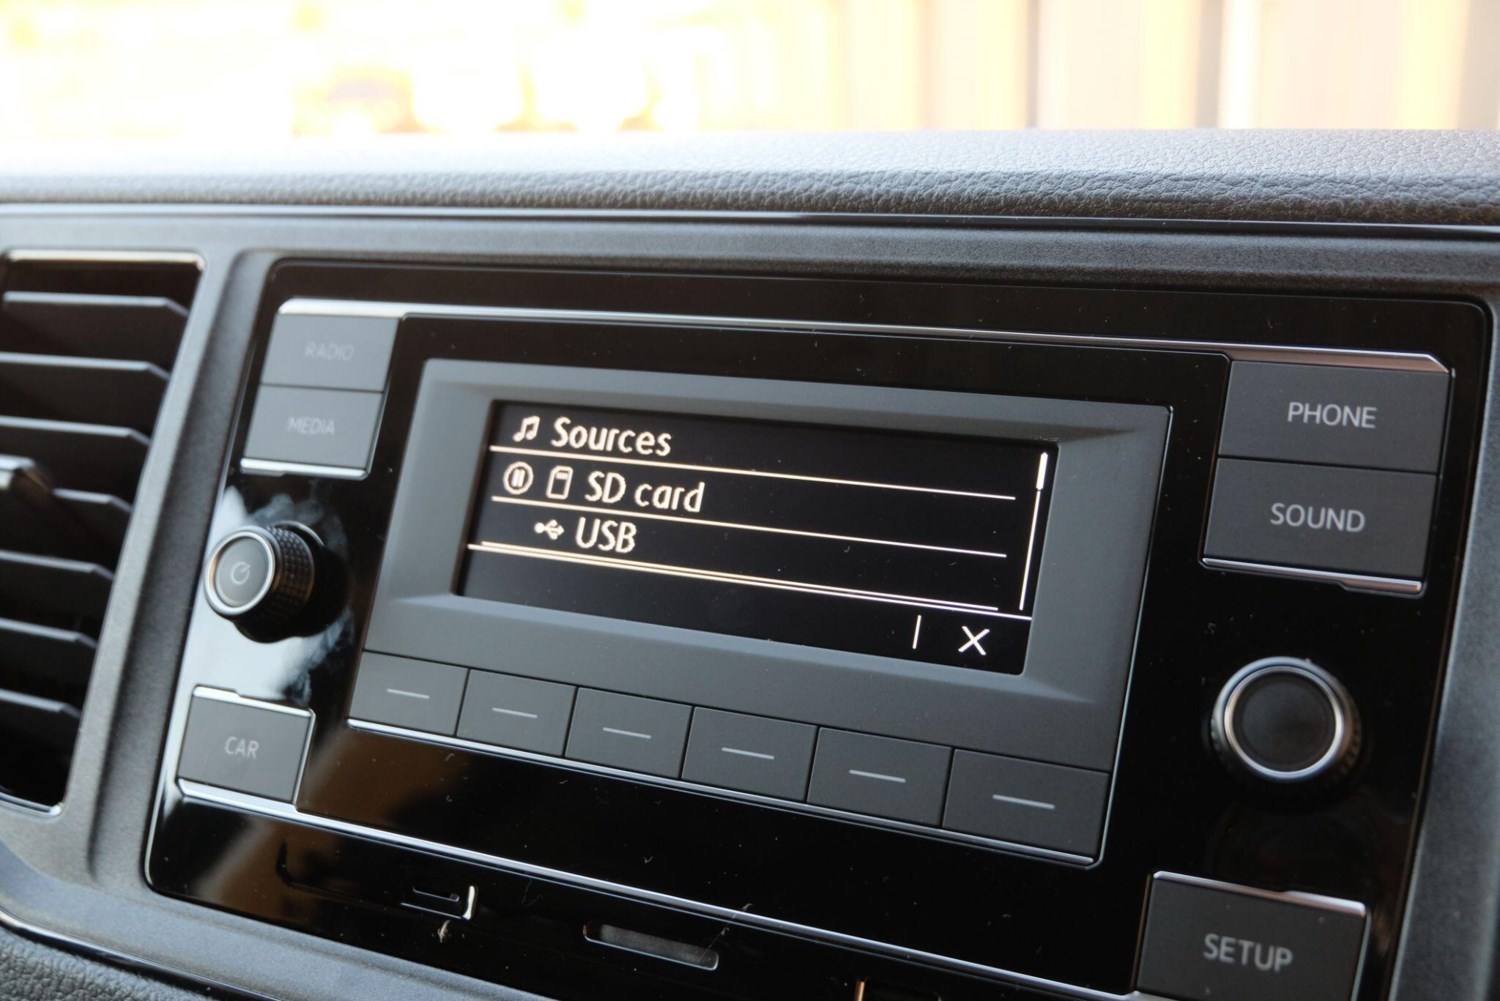 RADIO
MEDIA
Sources
SD card
USB
X
PHONE
SOUND
CAR
SETUP